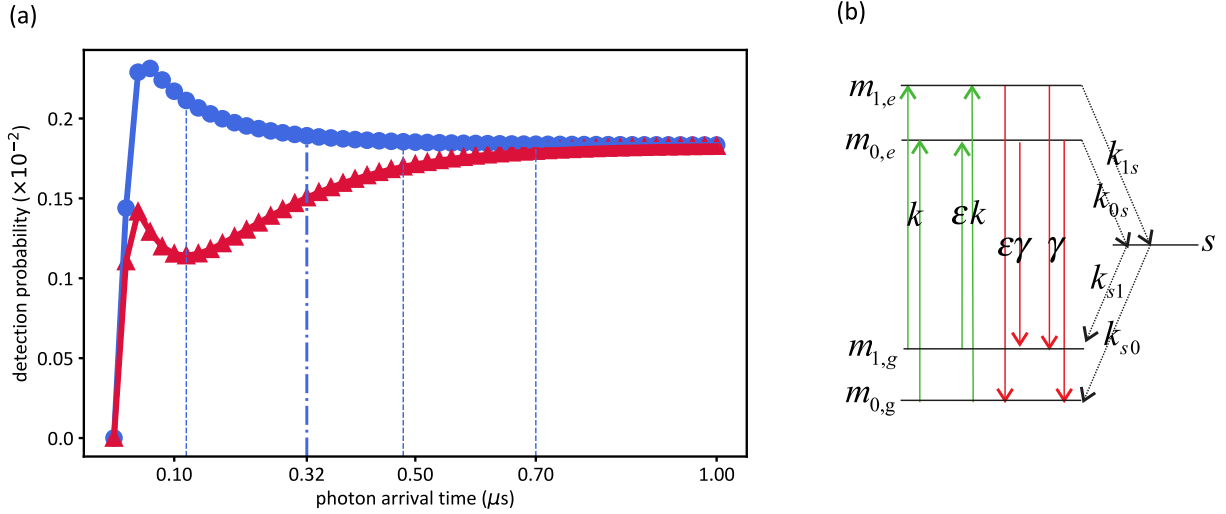 (a)
detection probability (×10⁻²)
0.2
0.15
0.1
0.05
0.0
0.10
0.32
0.50
0.70
1.00
photon arrival time (μs)
(b)
m₁,ₑ
m₀,ₑ
k₁ₛ
k₀ₛ
k
εk
εγ
γ
s
kₛ₁
kₛ₀
m₁,g
m₀,g